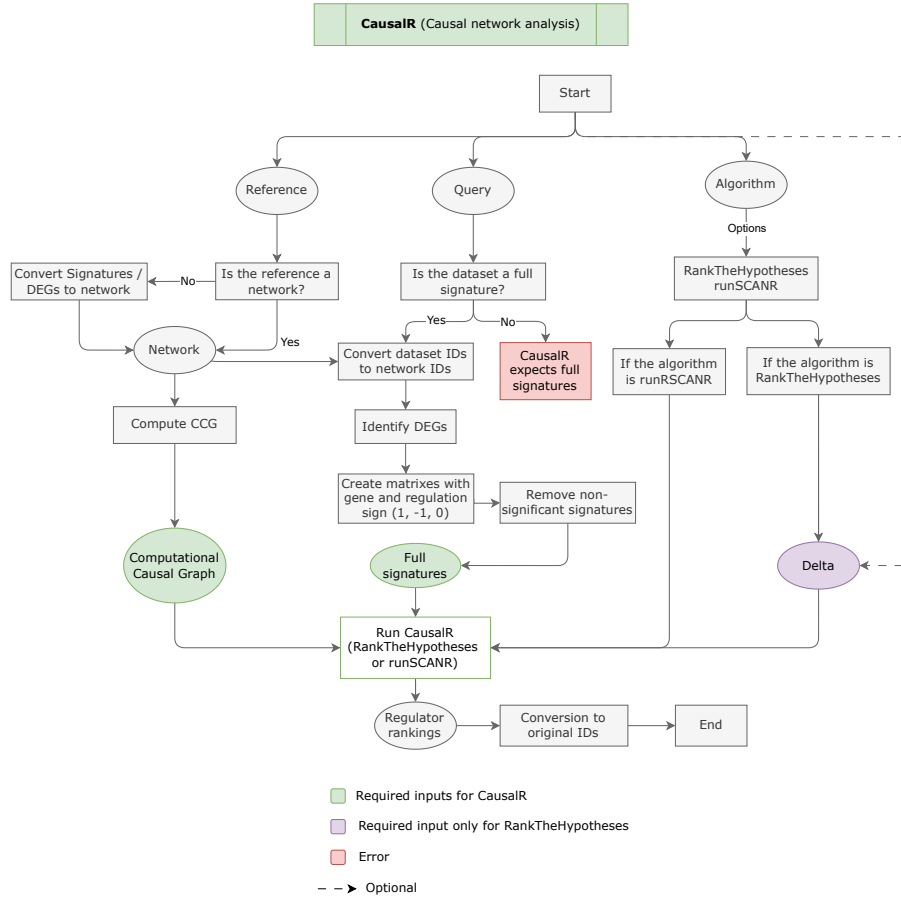 CausalR (Causal network analysis)
Start
Reference
Query
Algorithm
Options
Convert Signatures /
DEGs to network
No
Is the reference a
network?
Is the dataset a full
signature?
RankTheHypotheses
runSCANR
Yes
No
Yes
Network
Convert dataset IDs
to network IDs
CausalR
expects full
signatures
If the algorithm
is runRSCANR
If the algorithm is
RankTheHypotheses
Compute CCG
Identify DEGs
Create matrixes with
gene and regulation
sign (1, -1, 0)
Remove non-
significant signatures
Computational
Causal Graph
Full
signatures
Delta
Run CausalR
(RankTheHypotheses
or runSCANR)
Regulator
rankings
Conversion to
original IDs
End
Required inputs for CausalR
Required input only for RankTheHypotheses
Error
Optional